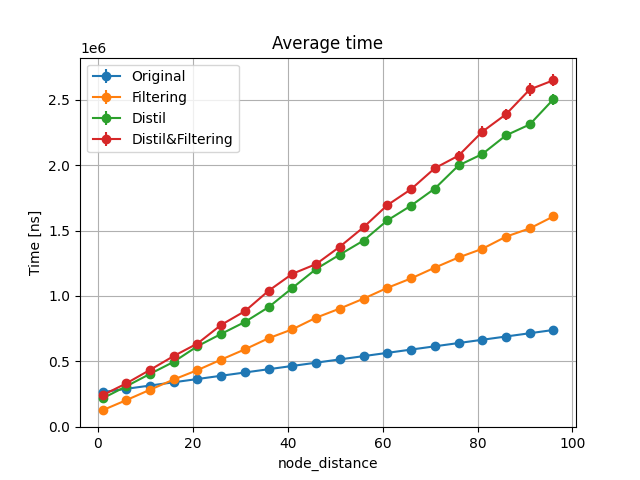 Average time
1e6
Original
Filtering
Distil
Distil&Filtering
2.5
2.0
1.5
1.0
0.5
0.0
Time [ns]
0 20 40 60 80 100
node_distance